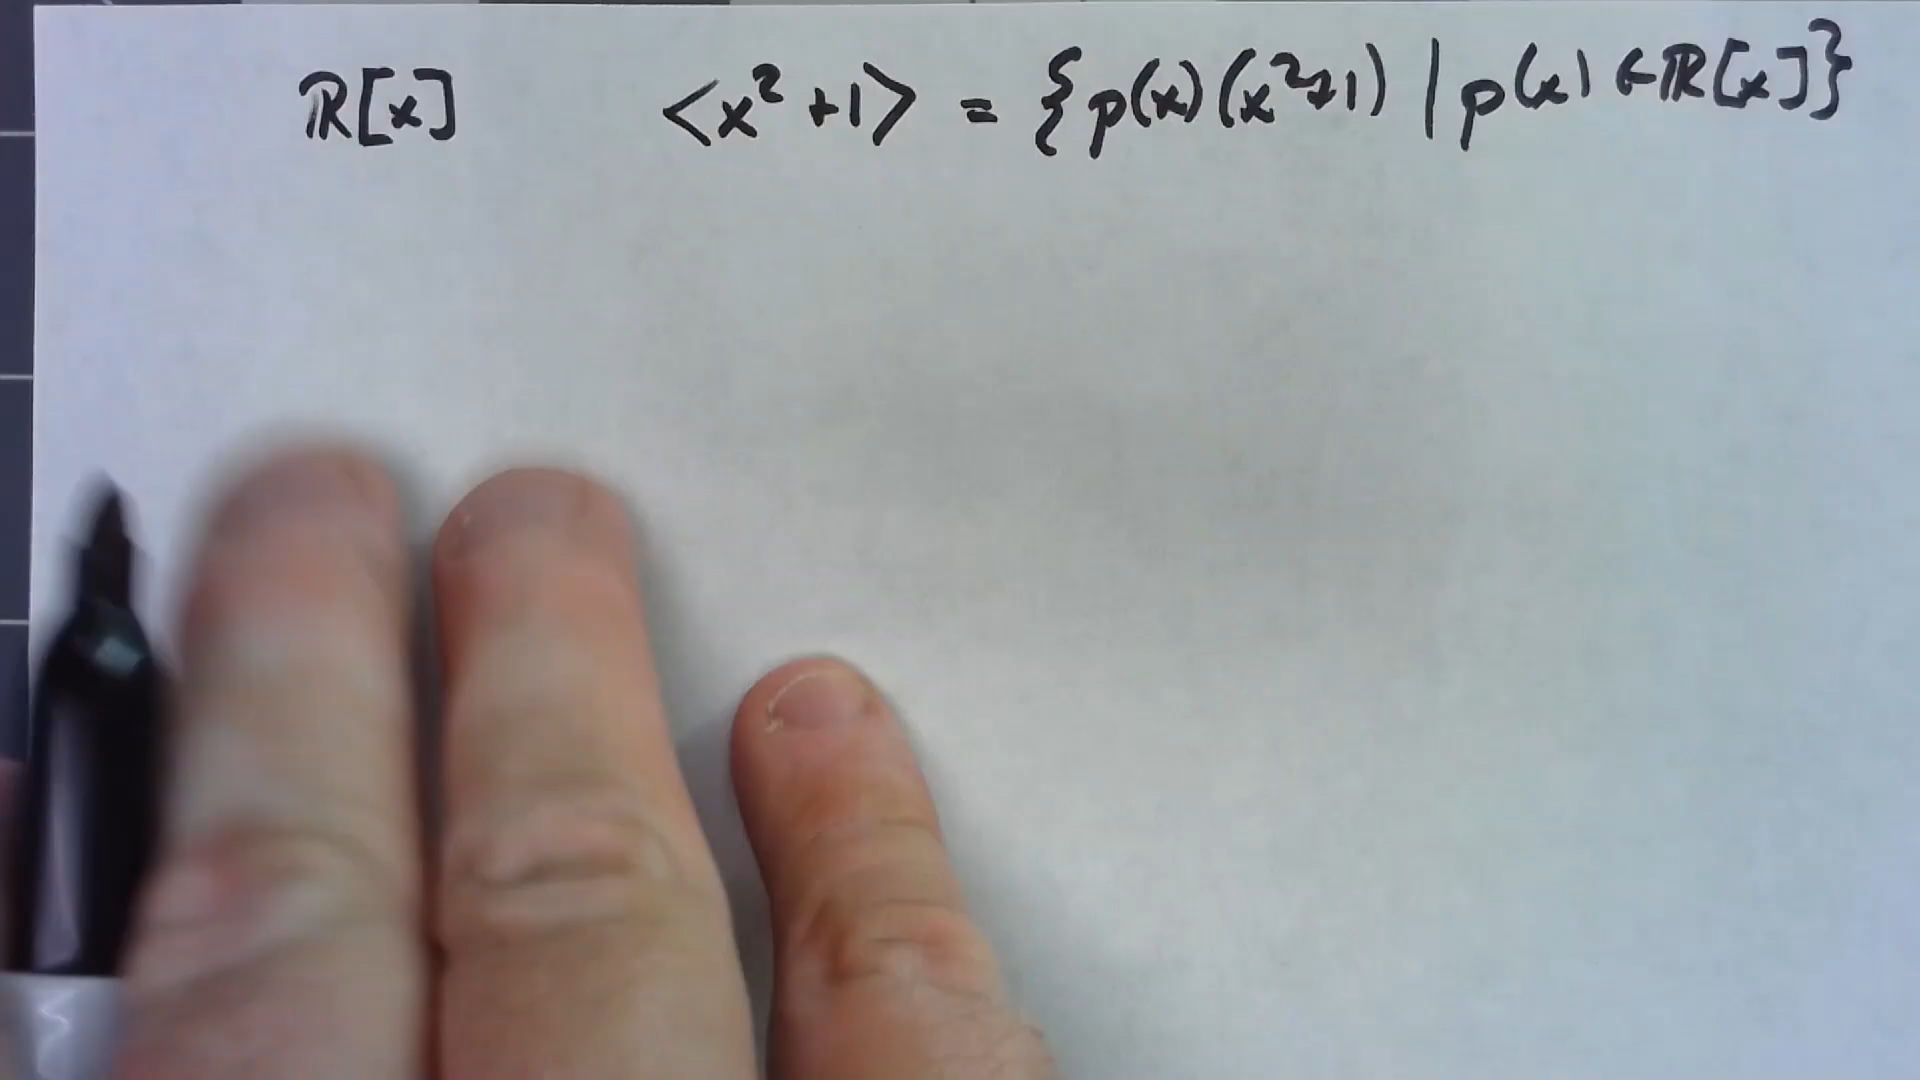 ℝ[x] <x² +1> = {p(x)(x²+1) | p(x) ∈ ℝ[x]}